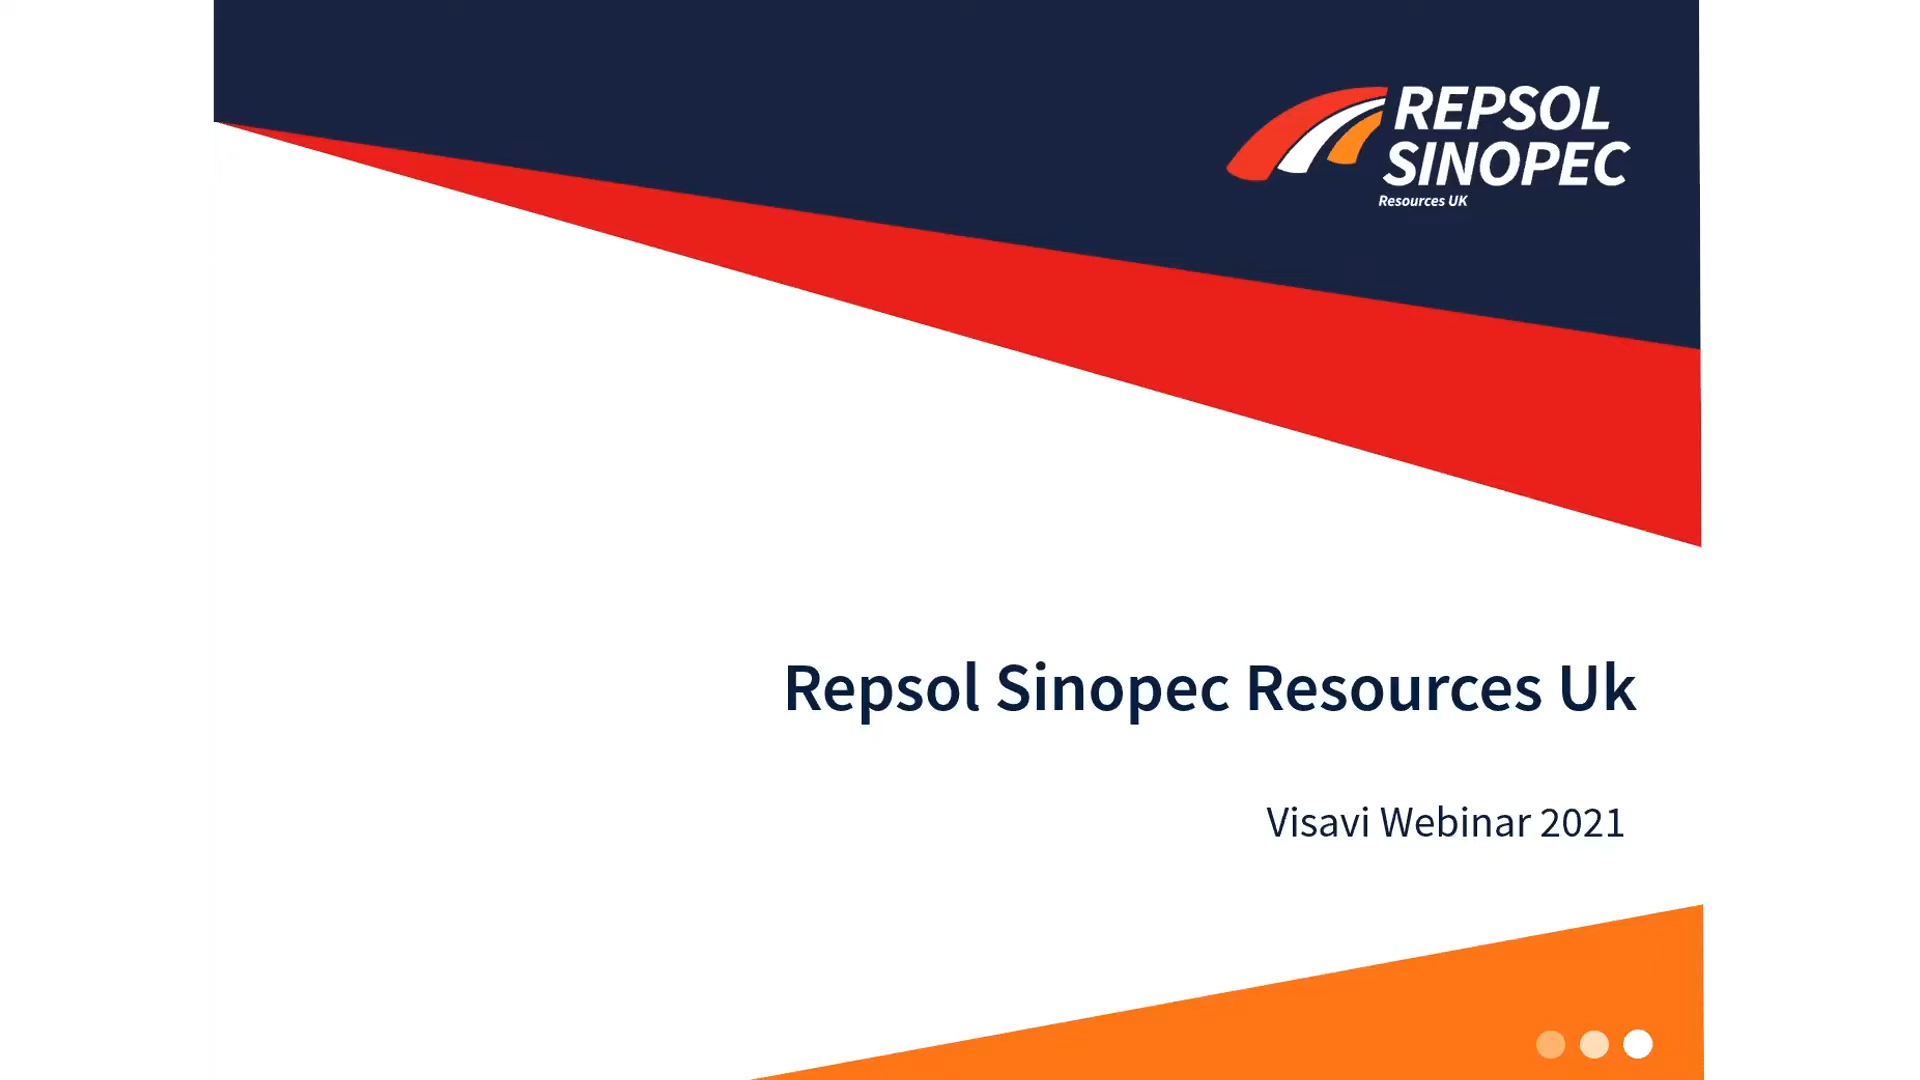 REPSOL
SINOPEC
Resources UK
Repsol Sinopec Resources Uk
Visavi Webinar 2021